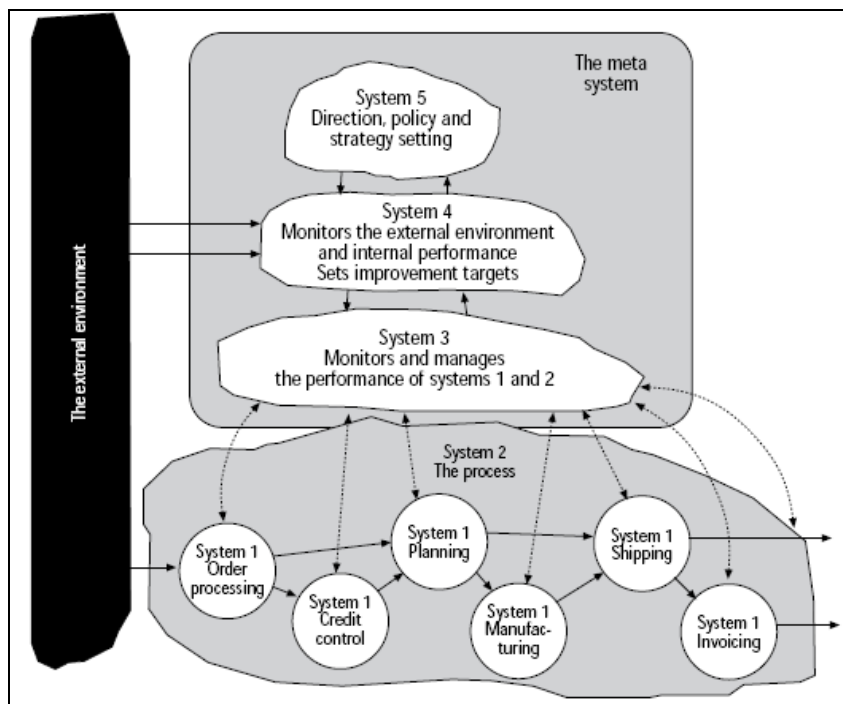 The meta
system
System 5
Direction, policy and
strategy setting
System 4
Monitors the external environment
and internal performance
Sets improvement targets
The external environment
System 3
Monitors and manages
the performance of systems 1 and 2
System 2
The process
System 1
Order
processing
System 1
Credit
control
System 1
Planning
System 1
Manufac-
turing
System 1
Shipping
System 1
Invoicing